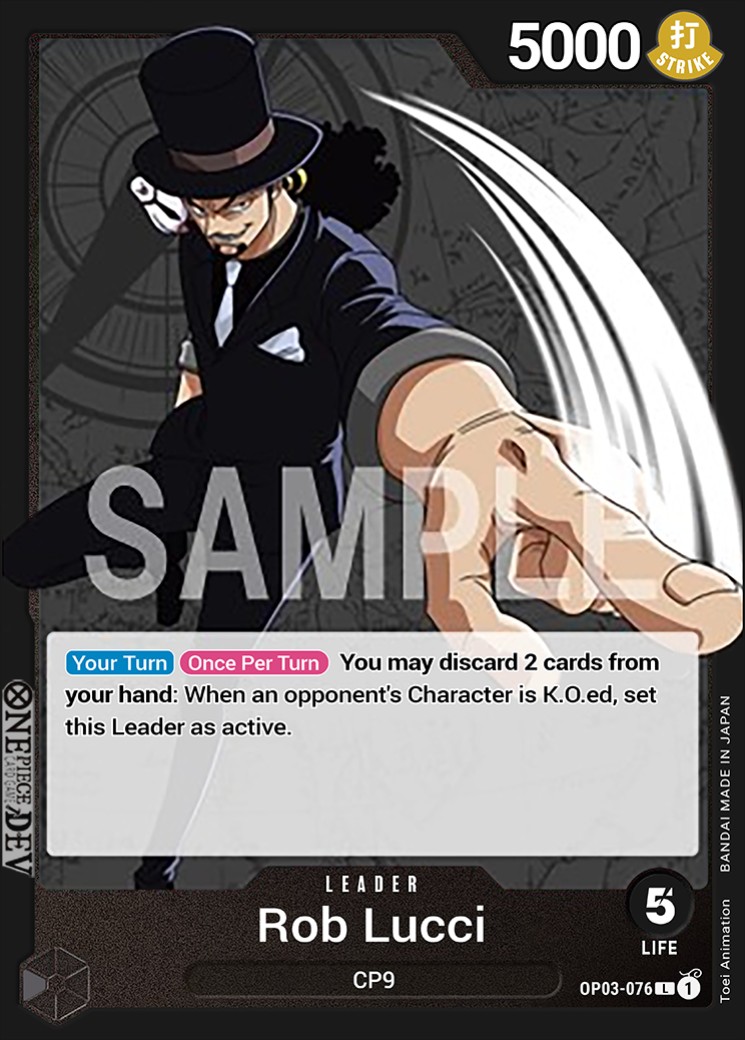 5000
打
STRIKE
SAMPLE
Your Turn Once Per Turn You may discard 2 cards from
your hand: When an opponent's Character is K.O.ed, set
this Leader as active.
ONE PIECE
CARD GAME
DEV
LEADER
Rob Lucci
CP9
5
LIFE
OP03-076 L 1
Toei Animation BANDAI MADE IN JAPAN